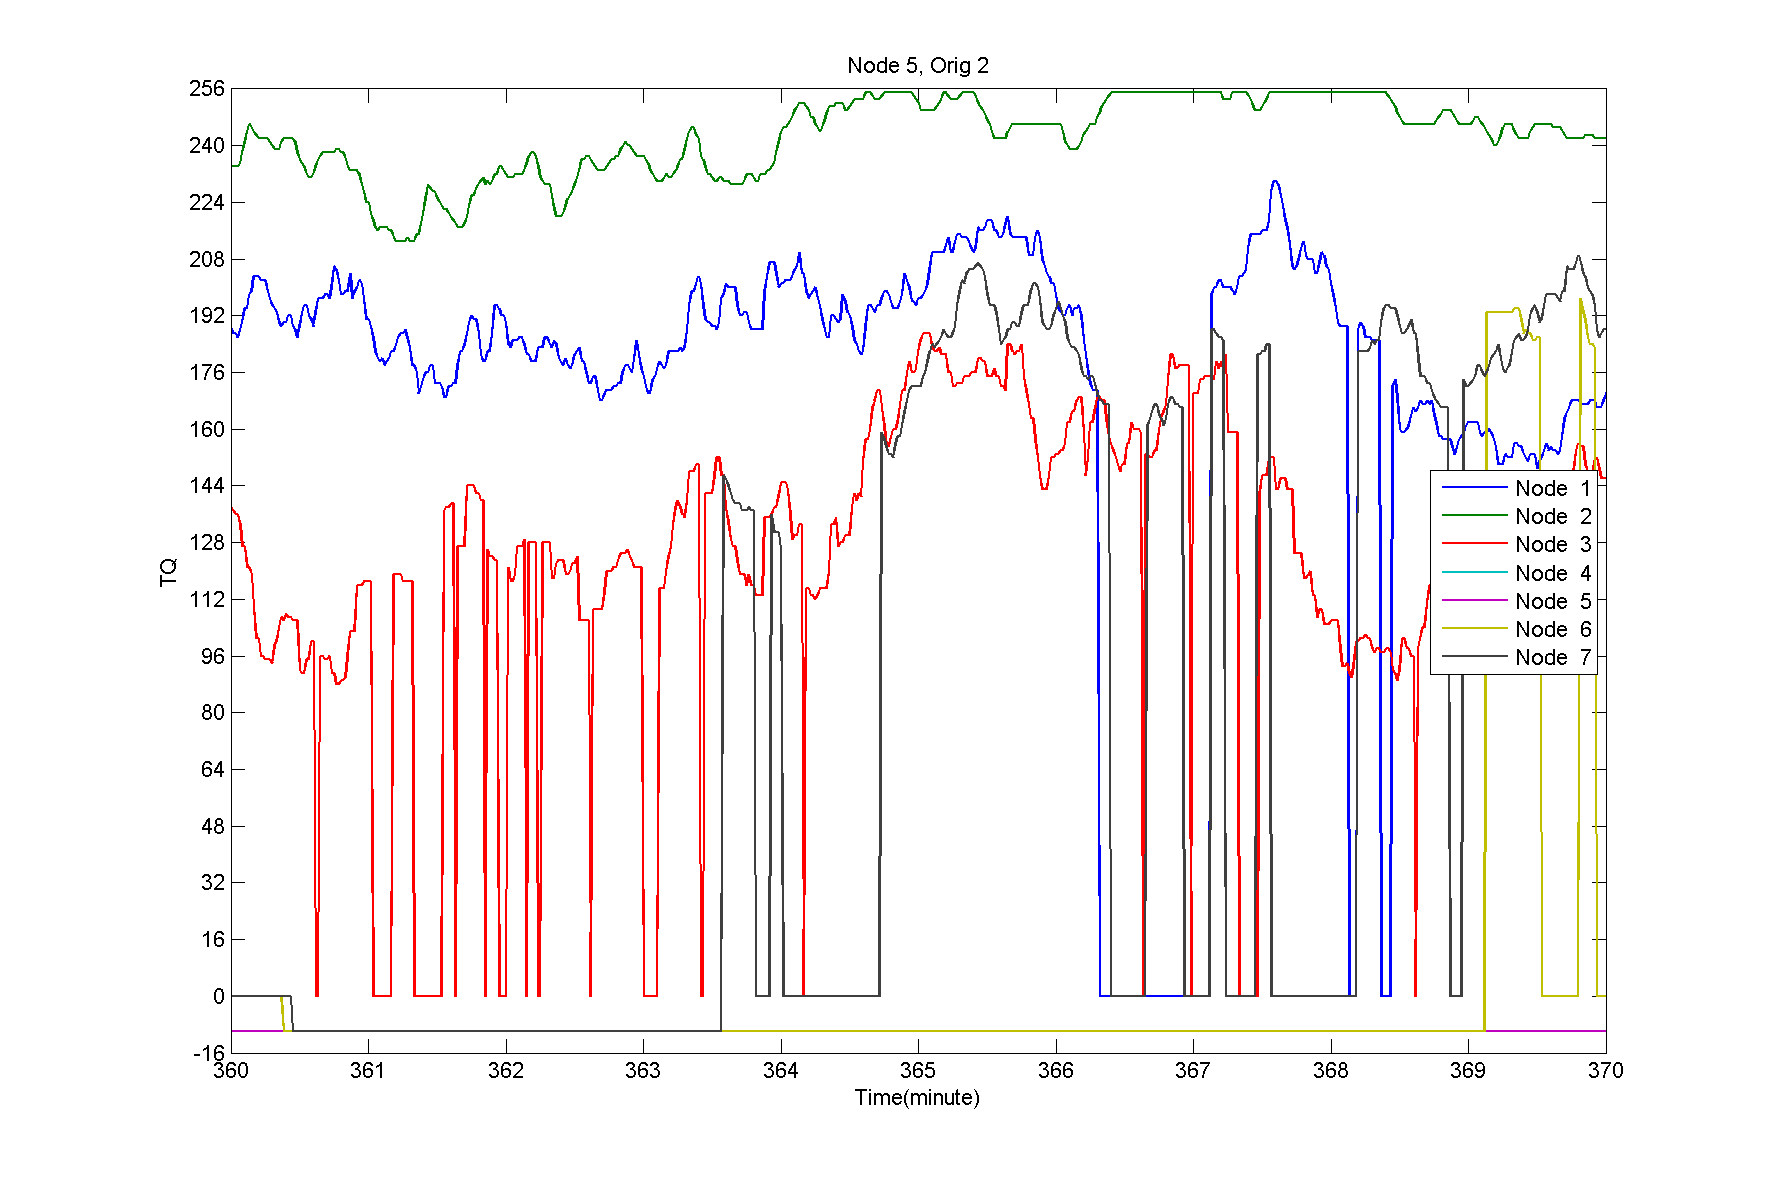 Node 5, Orig 2
256
240
224
208
192
176
160
144
128
112
96
80
64
48
32
16
0
-16
TQ
360 361 362 363 364 365 366 367 368 369 370
Time(minute)
Node 1
Node 2
Node 3
Node 4
Node 5
Node 6
Node 7